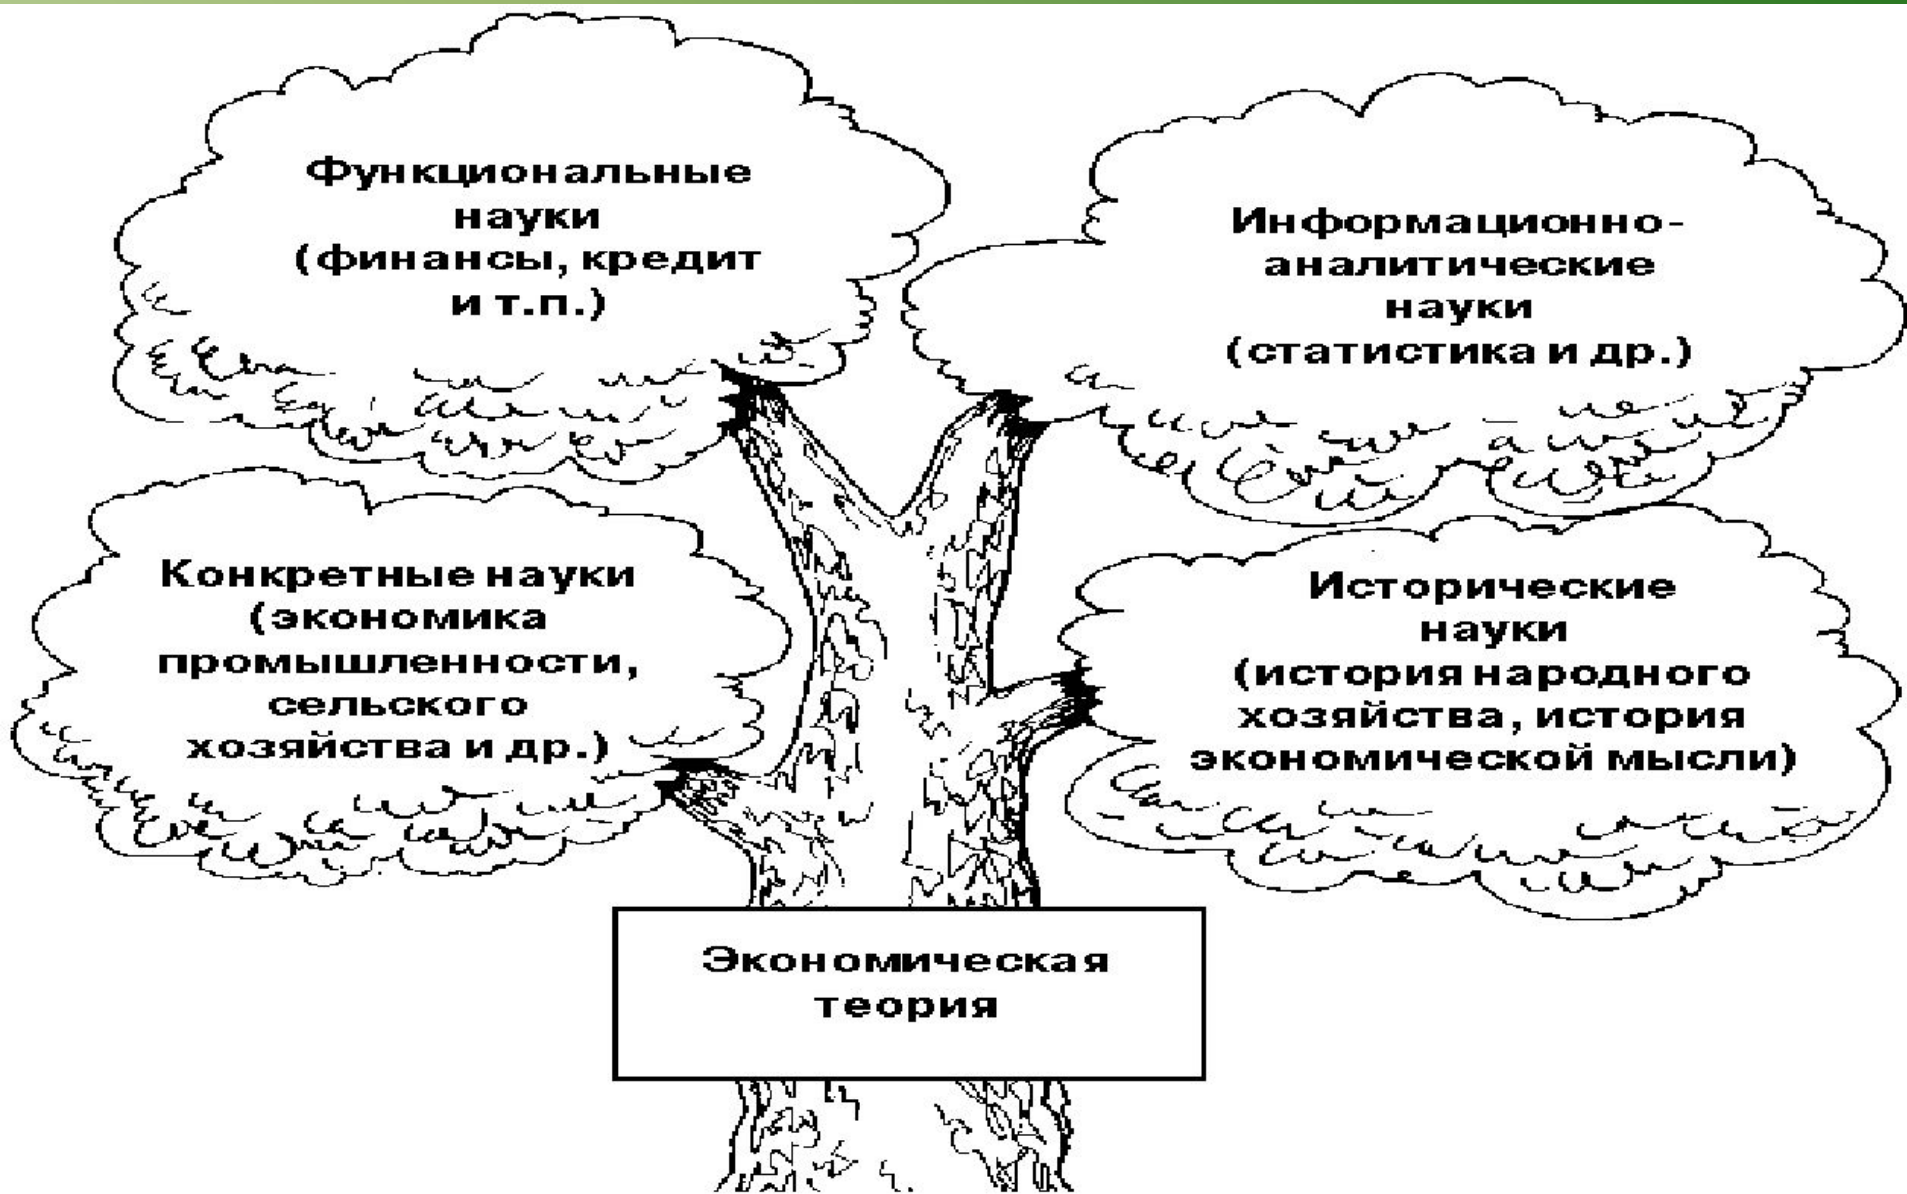 Функциональные
науки
(финансы, кредит
и т.п.)
Информационно-
аналитические
науки
(статистика и др.)
Конкретные науки
(экономика
промышленности,
сельского
хозяйства и др.)
Исторические
науки
(история народного
хозяйства, история
экономической мысли)
Экономическая
теория